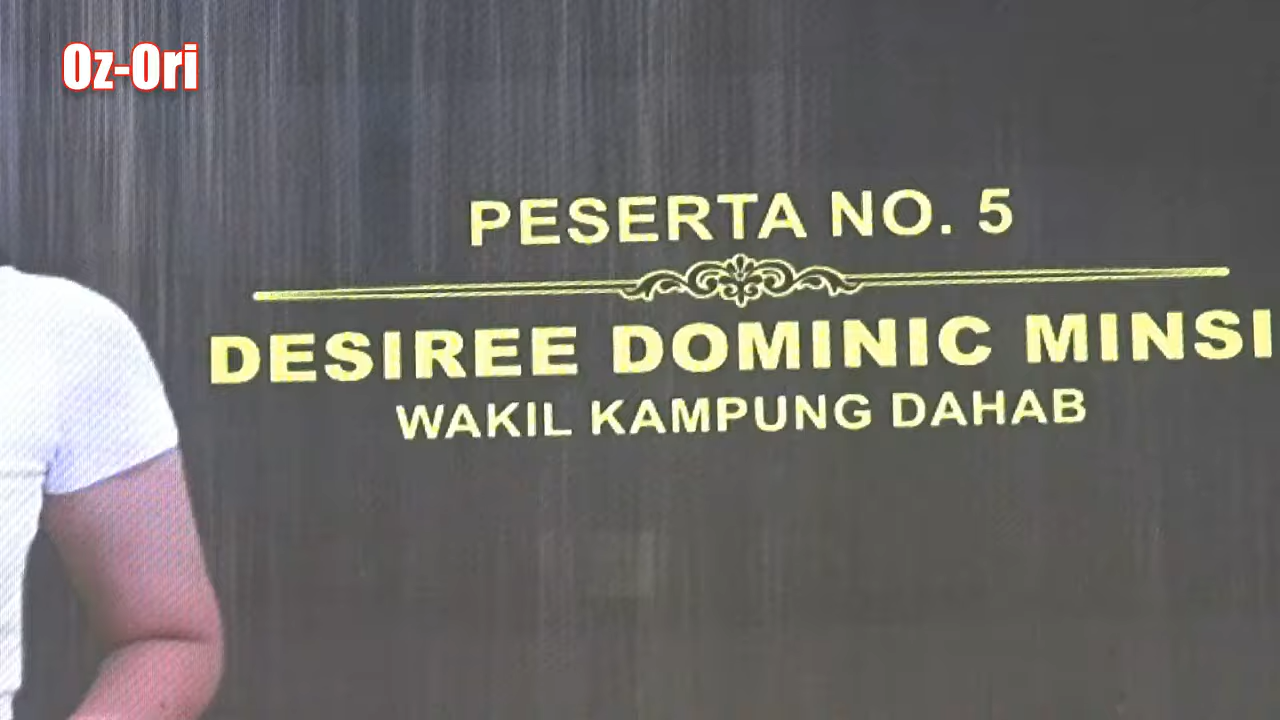 Oz-Ori
PESERTA NO. 5
DESIREE DOMINIC MINSI
WAKIL KAMPUNG DAHAB